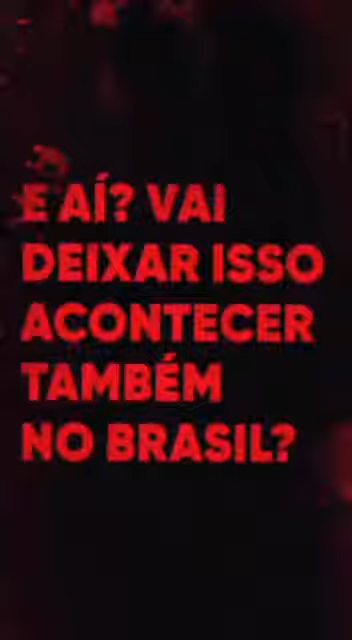 E AÍ? VAI
DEIXAR ISSO
ACONTECER
TAMBÉM
NO BRASIL?